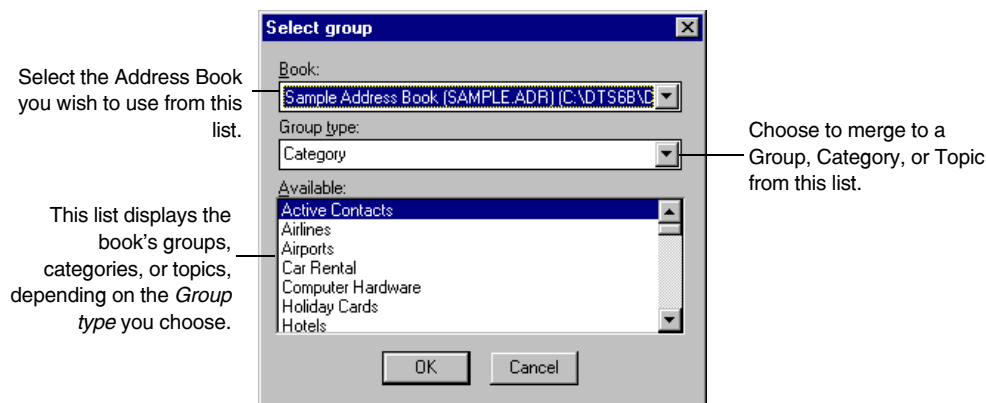 Select group
Select the Address Book
you wish to use from this
list.
Book:
Sample Address Book (SAMPLE.ADR) (C:\DTS6B\D
Group type:
Category
Choose to merge to a
Group, Category, or Topic
from this list.
Available:
Active Contacts
Airlines
Airports
Car Rental
Computer Hardware
Holiday Cards
Hotels
This list displays the
book’s groups,
categories, or topics,
depending on the Group
type you choose.
OK
Cancel